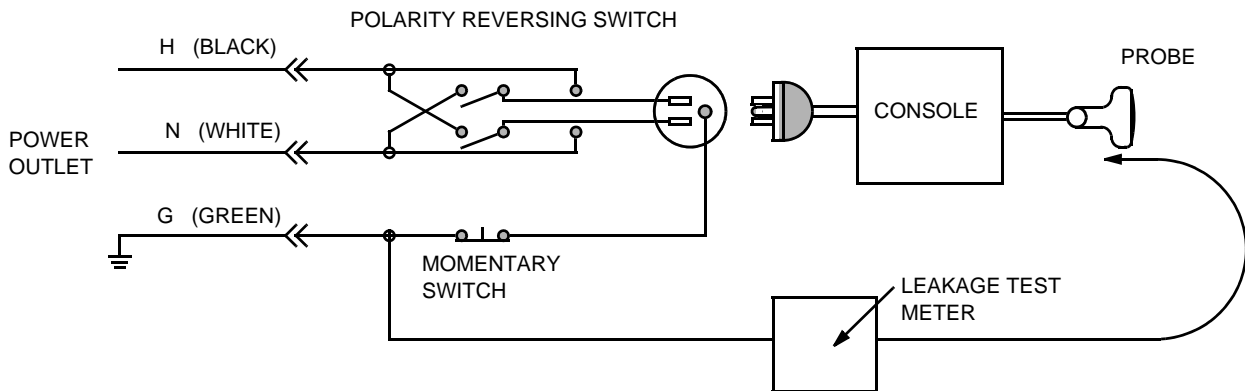 POLARITY REVERSING SWITCH
H (BLACK)
PROBE
CONSOLE
N (WHITE)
POWER
OUTLET
G (GREEN)
MOMENTARY
SWITCH
LEAKAGE TEST
METER